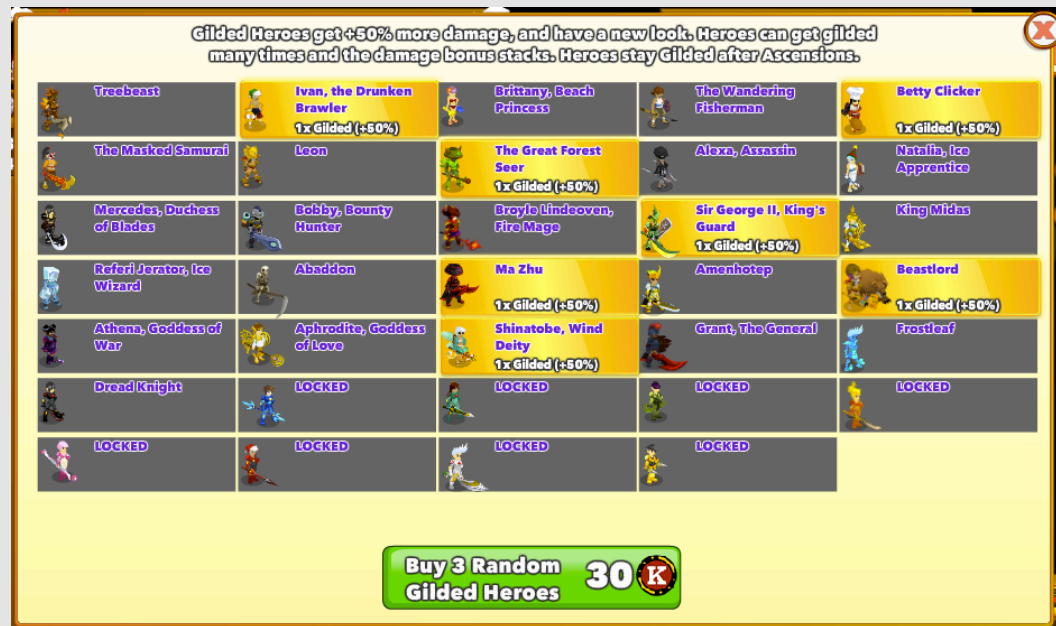 Gilded Heroes get +50% more damage, and have a new look. Heroes can get gilded
many times and the damage bonus stacks. Heroes stay Gilded after Ascensions.
X
Treebeast
Ivan, the Drunken
Brawler
1x Gilded (+50%)
Brittany, Beach
Princess
The Wandering
Fisherman
Betty Clicker
1x Gilded (+50%)
The Masked Samurai
Leon
The Great Forest
Seer
1x Gilded (+50%)
Alexa, Assassin
Natalia, Ice
Apprentice
Mercedes, Duchess
of Blades
Bobby, Bounty
Hunter
Broyle Lindeoven,
Fire Mage
Sir George II, King's
Guard
1x Gilded (+50%)
King Midas
Referi Jerator, Ice
Wizard
Abaddon
Ma Zhu
1x Gilded (+50%)
Amenhotep
Beastlord
1x Gilded (+50%)
Athena, Goddess of
War
Aphrodite, Goddess
of Love
Shinatobe, Wind
Deity
1x Gilded (+50%)
Grant, The General
Frostleaf
Dread Knight
LOCKED
LOCKED
LOCKED
LOCKED
LOCKED
LOCKED
LOCKED
LOCKED
Buy 3 Random
Gilded Heroes
30 K